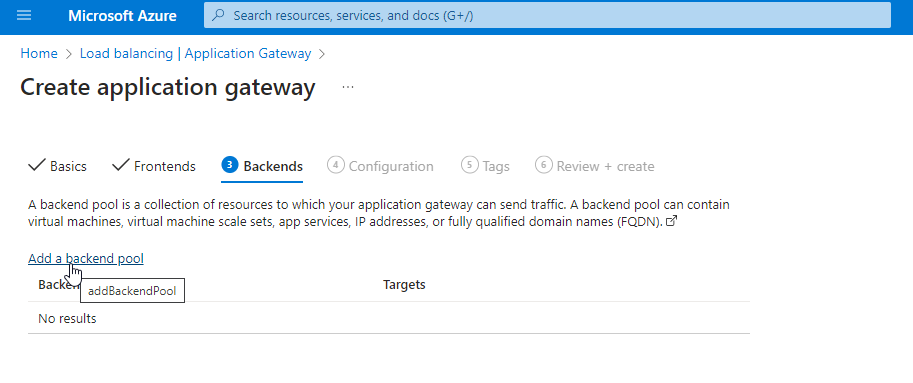 Microsoft Azure
Search resources, services, and docs (G+/)
Home > Load balancing | Application Gateway >
Create application gateway ...
Basics Frontends 3 Backends 4 Configuration 5 Tags 6 Review + create
A backend pool is a collection of resources to which your application gateway can send traffic. A backend pool can contain
virtual machines, virtual machine scale sets, app services, IP addresses, or fully qualified domain names (FQDN).
Add a backend pool
Targets
addBackendPool
No results